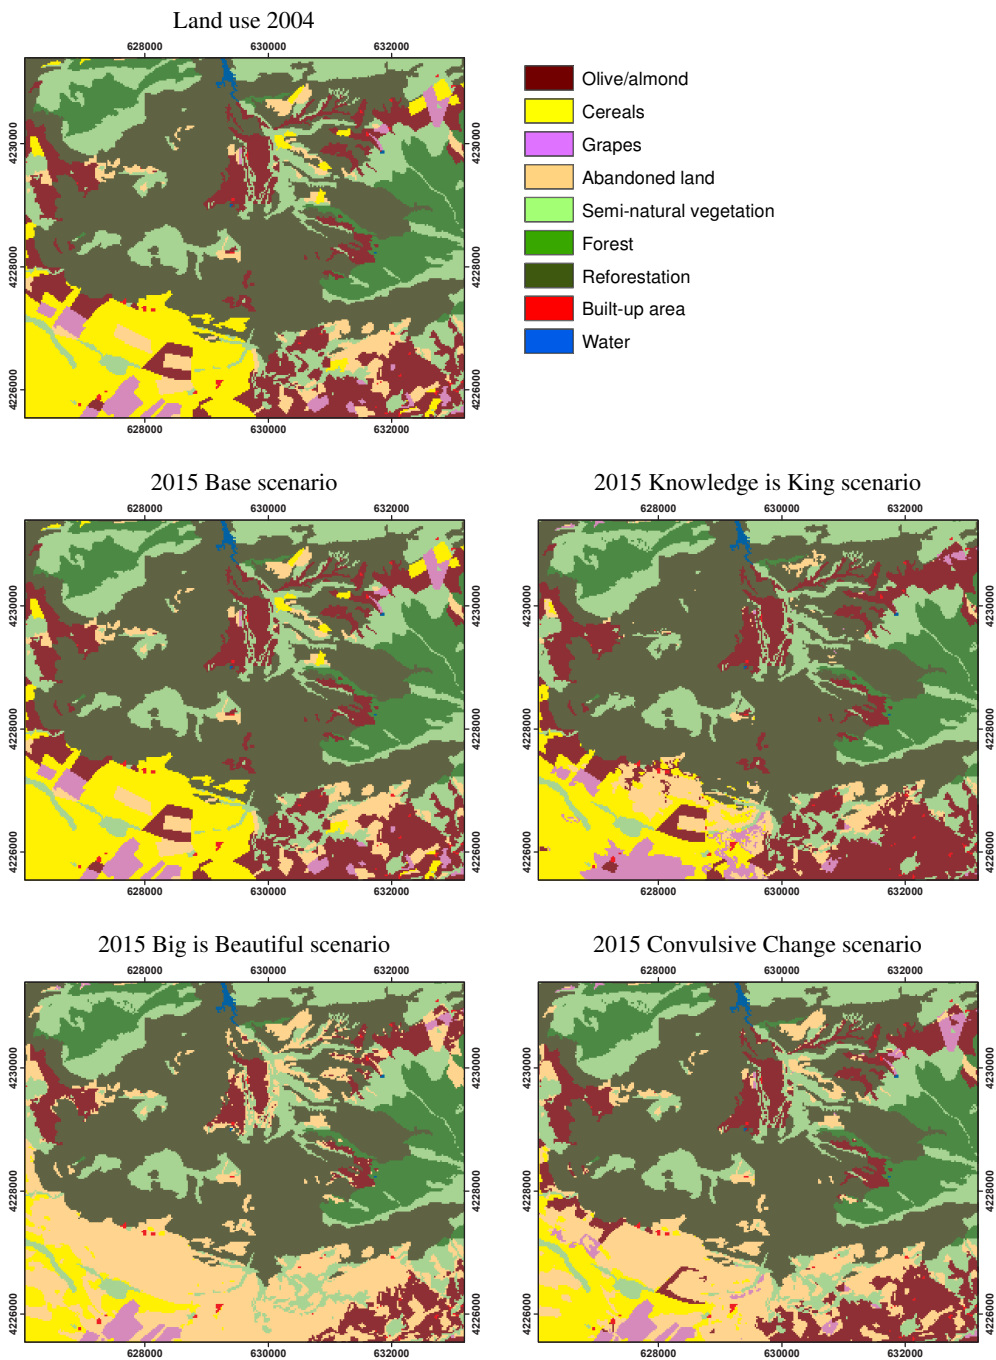 Land use 2004
628000 630000 632000
4230000 4230000
4228000 4228000
4226000 4226000
628000 630000 632000
Olive/almond
Cereals
Grapes
Abandoned land
Semi-natural vegetation
Forest
Reforestation
Built-up area
Water
2015 Base scenario
628000 630000 632000
4230000 4230000
4228000 4228000
4226000 4226000
628000 630000 632000
2015 Knowledge is King scenario
628000 630000 632000
4230000 4230000
4228000 4228000
4226000 4226000
628000 630000 632000
2015 Big is Beautiful scenario
628000 630000 632000
4230000 4230000
4228000 4228000
4226000 4226000
628000 630000 632000
2015 Convulsive Change scenario
628000 630000 632000
4230000 4230000
4228000 4228000
4226000 4226000
628000 630000 632000